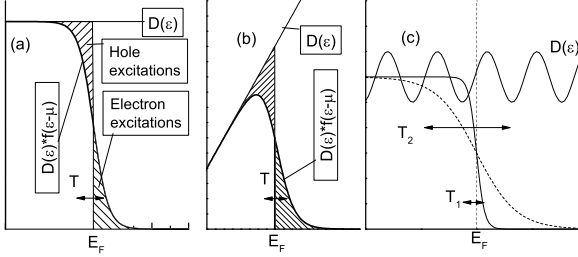 (a)
D(ε)
Hole
excitations
Electron
excitations
D(ε)*f(ε-μ)
T
E_F
(b)
D(ε)
D(ε)*f(ε-μ)
T
E_F
(c)
D(ε)
T_2
T_1
E_F